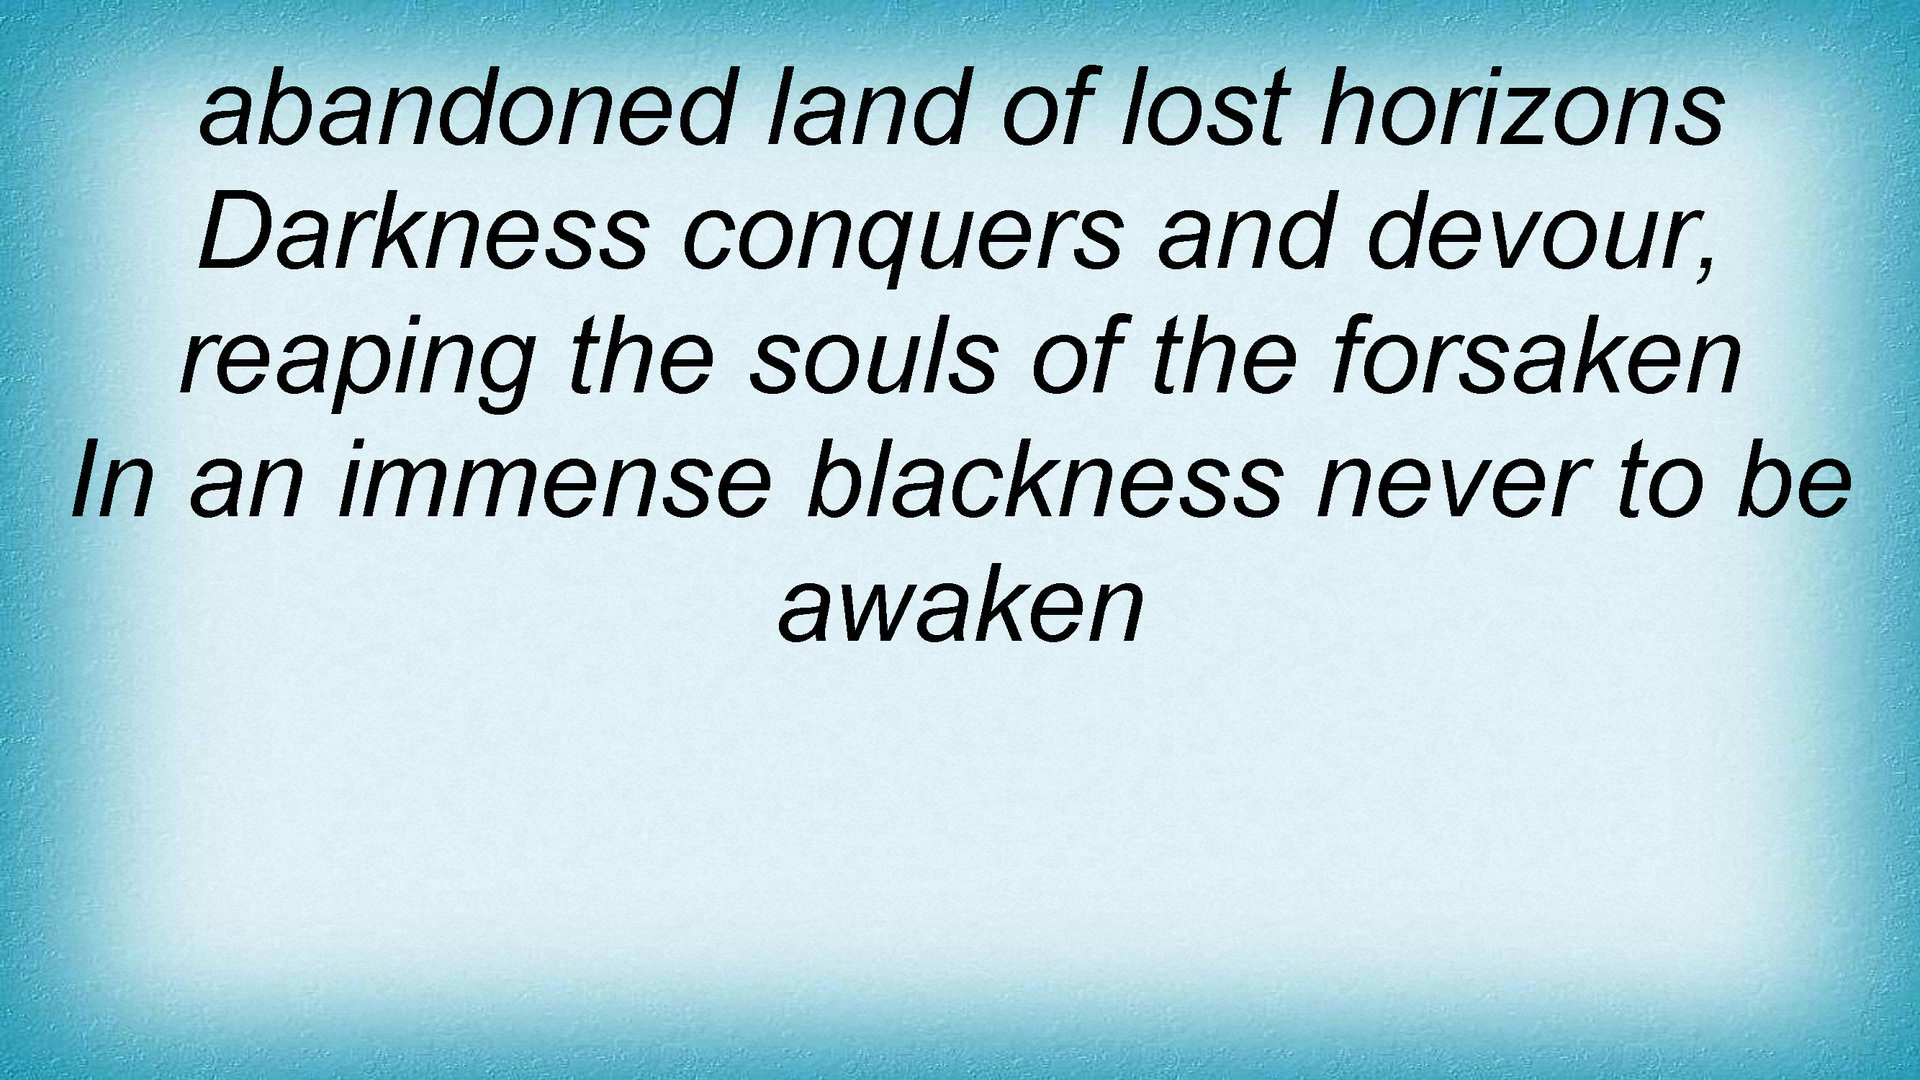 abandoned land of lost horizons
Darkness conquers and devour,
reaping the souls of the forsaken
In an immense blackness never to be
awaken